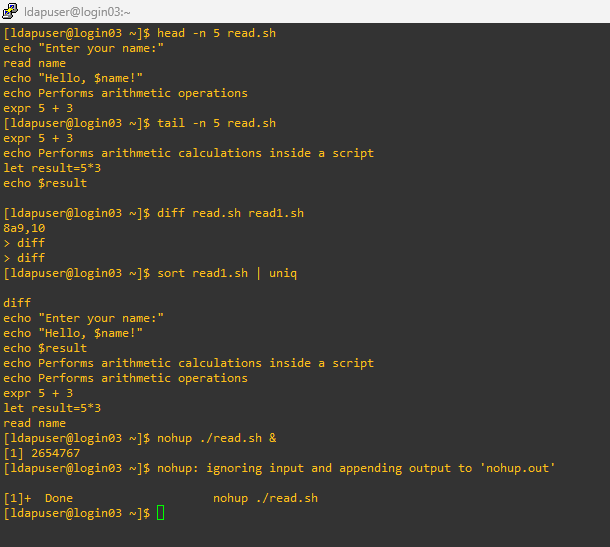 ldapuser@login03:~
[ldapuser@login03 ~]$ head -n 5 read.sh
echo "Enter your name:"
read name
echo "Hello, $name!"
echo Performs arithmetic operations
expr 5 + 3
[ldapuser@login03 ~]$ tail -n 5 read.sh
expr 5 + 3
echo Performs arithmetic calculations inside a script
let result=5*3
echo $result

[ldapuser@login03 ~]$ diff read.sh read1.sh
8a9,10
> diff
> diff
[ldapuser@login03 ~]$ sort read1.sh | uniq

diff
echo "Enter your name:"
echo "Hello, $name!"
echo $result
echo Performs arithmetic calculations inside a script
echo Performs arithmetic operations
expr 5 + 3
let result=5*3
read name
[ldapuser@login03 ~]$ nohup ./read.sh &
[1] 2654767
[ldapuser@login03 ~]$ nohup: ignoring input and appending output to 'nohup.out'

[1]+  Done                    nohup ./read.sh
[ldapuser@login03 ~]$